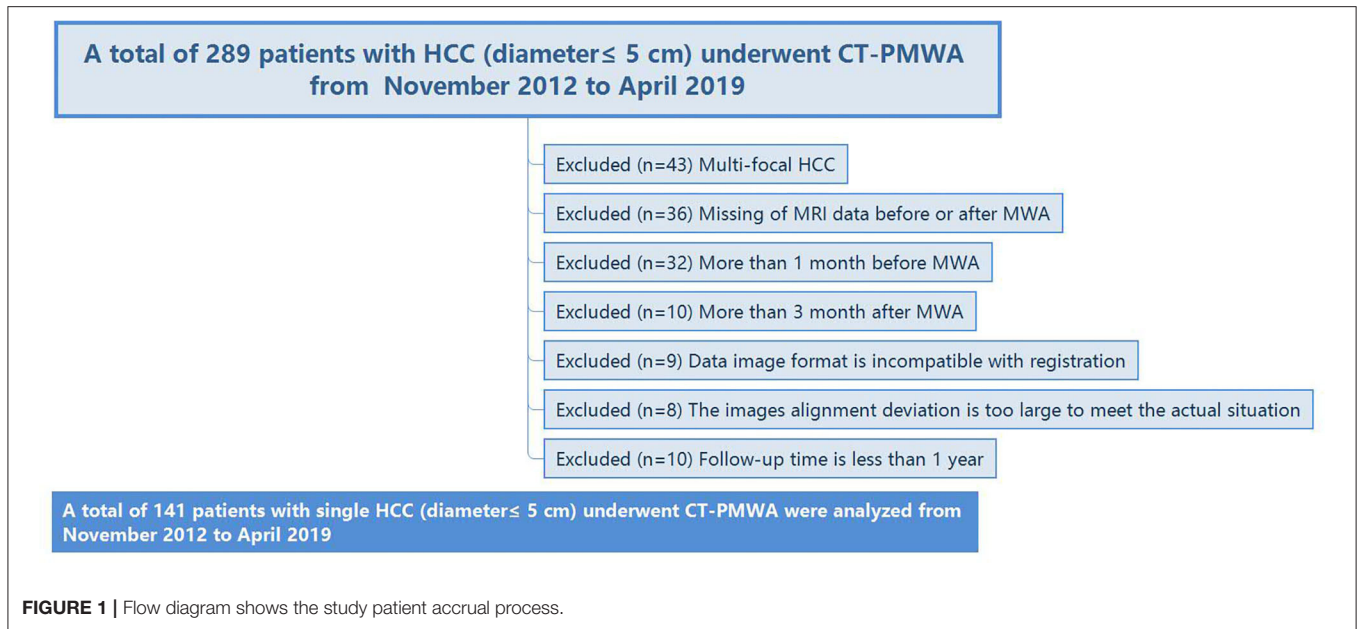 A total of 289 patients with HCC (diameter≤ 5 cm) underwent CT-PMWA
from November 2012 to April 2019
Excluded (n=43) Multi-focal HCC
Excluded (n=36) Missing of MRI data before or after MWA
Excluded (n=32) More than 1 month before MWA
Excluded (n=10) More than 3 month after MWA
Excluded (n=9) Data image format is incompatible with registration
Excluded (n=8) The images alignment deviation is too large to meet the actual situation
Excluded (n=10) Follow-up time is less than 1 year
A total of 141 patients with single HCC (diameter≤ 5 cm) underwent CT-PMWA were analyzed from
November 2012 to April 2019
FIGURE 1 | Flow diagram shows the study patient accrual process.